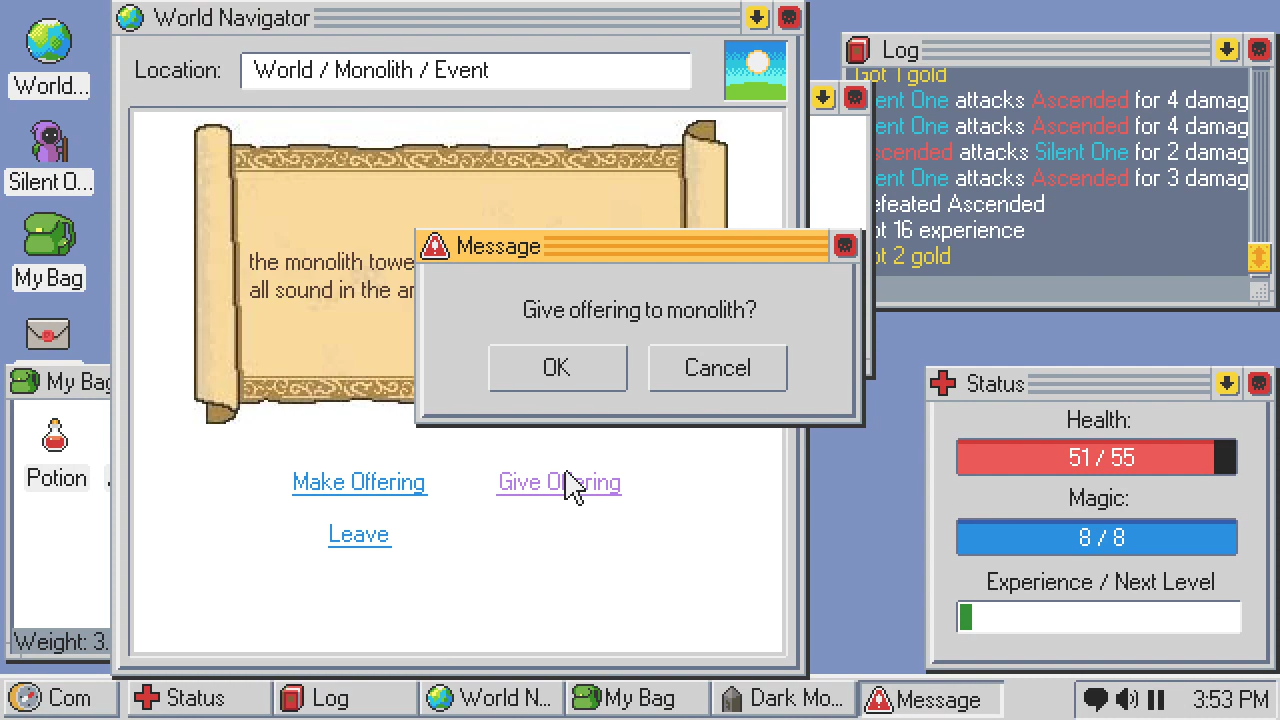 World Navigator
Location: World / Monolith / Event
World...
Silent O...
My Bag
the monolith towe
all sound in the
Message
Give offering to monolith?
OK
Cancel
Make Offering
Give Offering
Leave
My Bag
Potion
Weight: 3.
Log
Got 1 gold
ent One attacks Ascended for 4 damag
ent One attacks Ascended for 4 damag
scended attacks Silent One for 2 damag
ent One attacks Ascended for 3 damag
efeated Ascended
ot 16 experience
ot 2 gold
Status
Health:
51 / 55
Magic:
8 / 8
Experience / Next Level
Com
Status
Log
World N...
My Bag
Dark Mo...
Message
3:53 PM